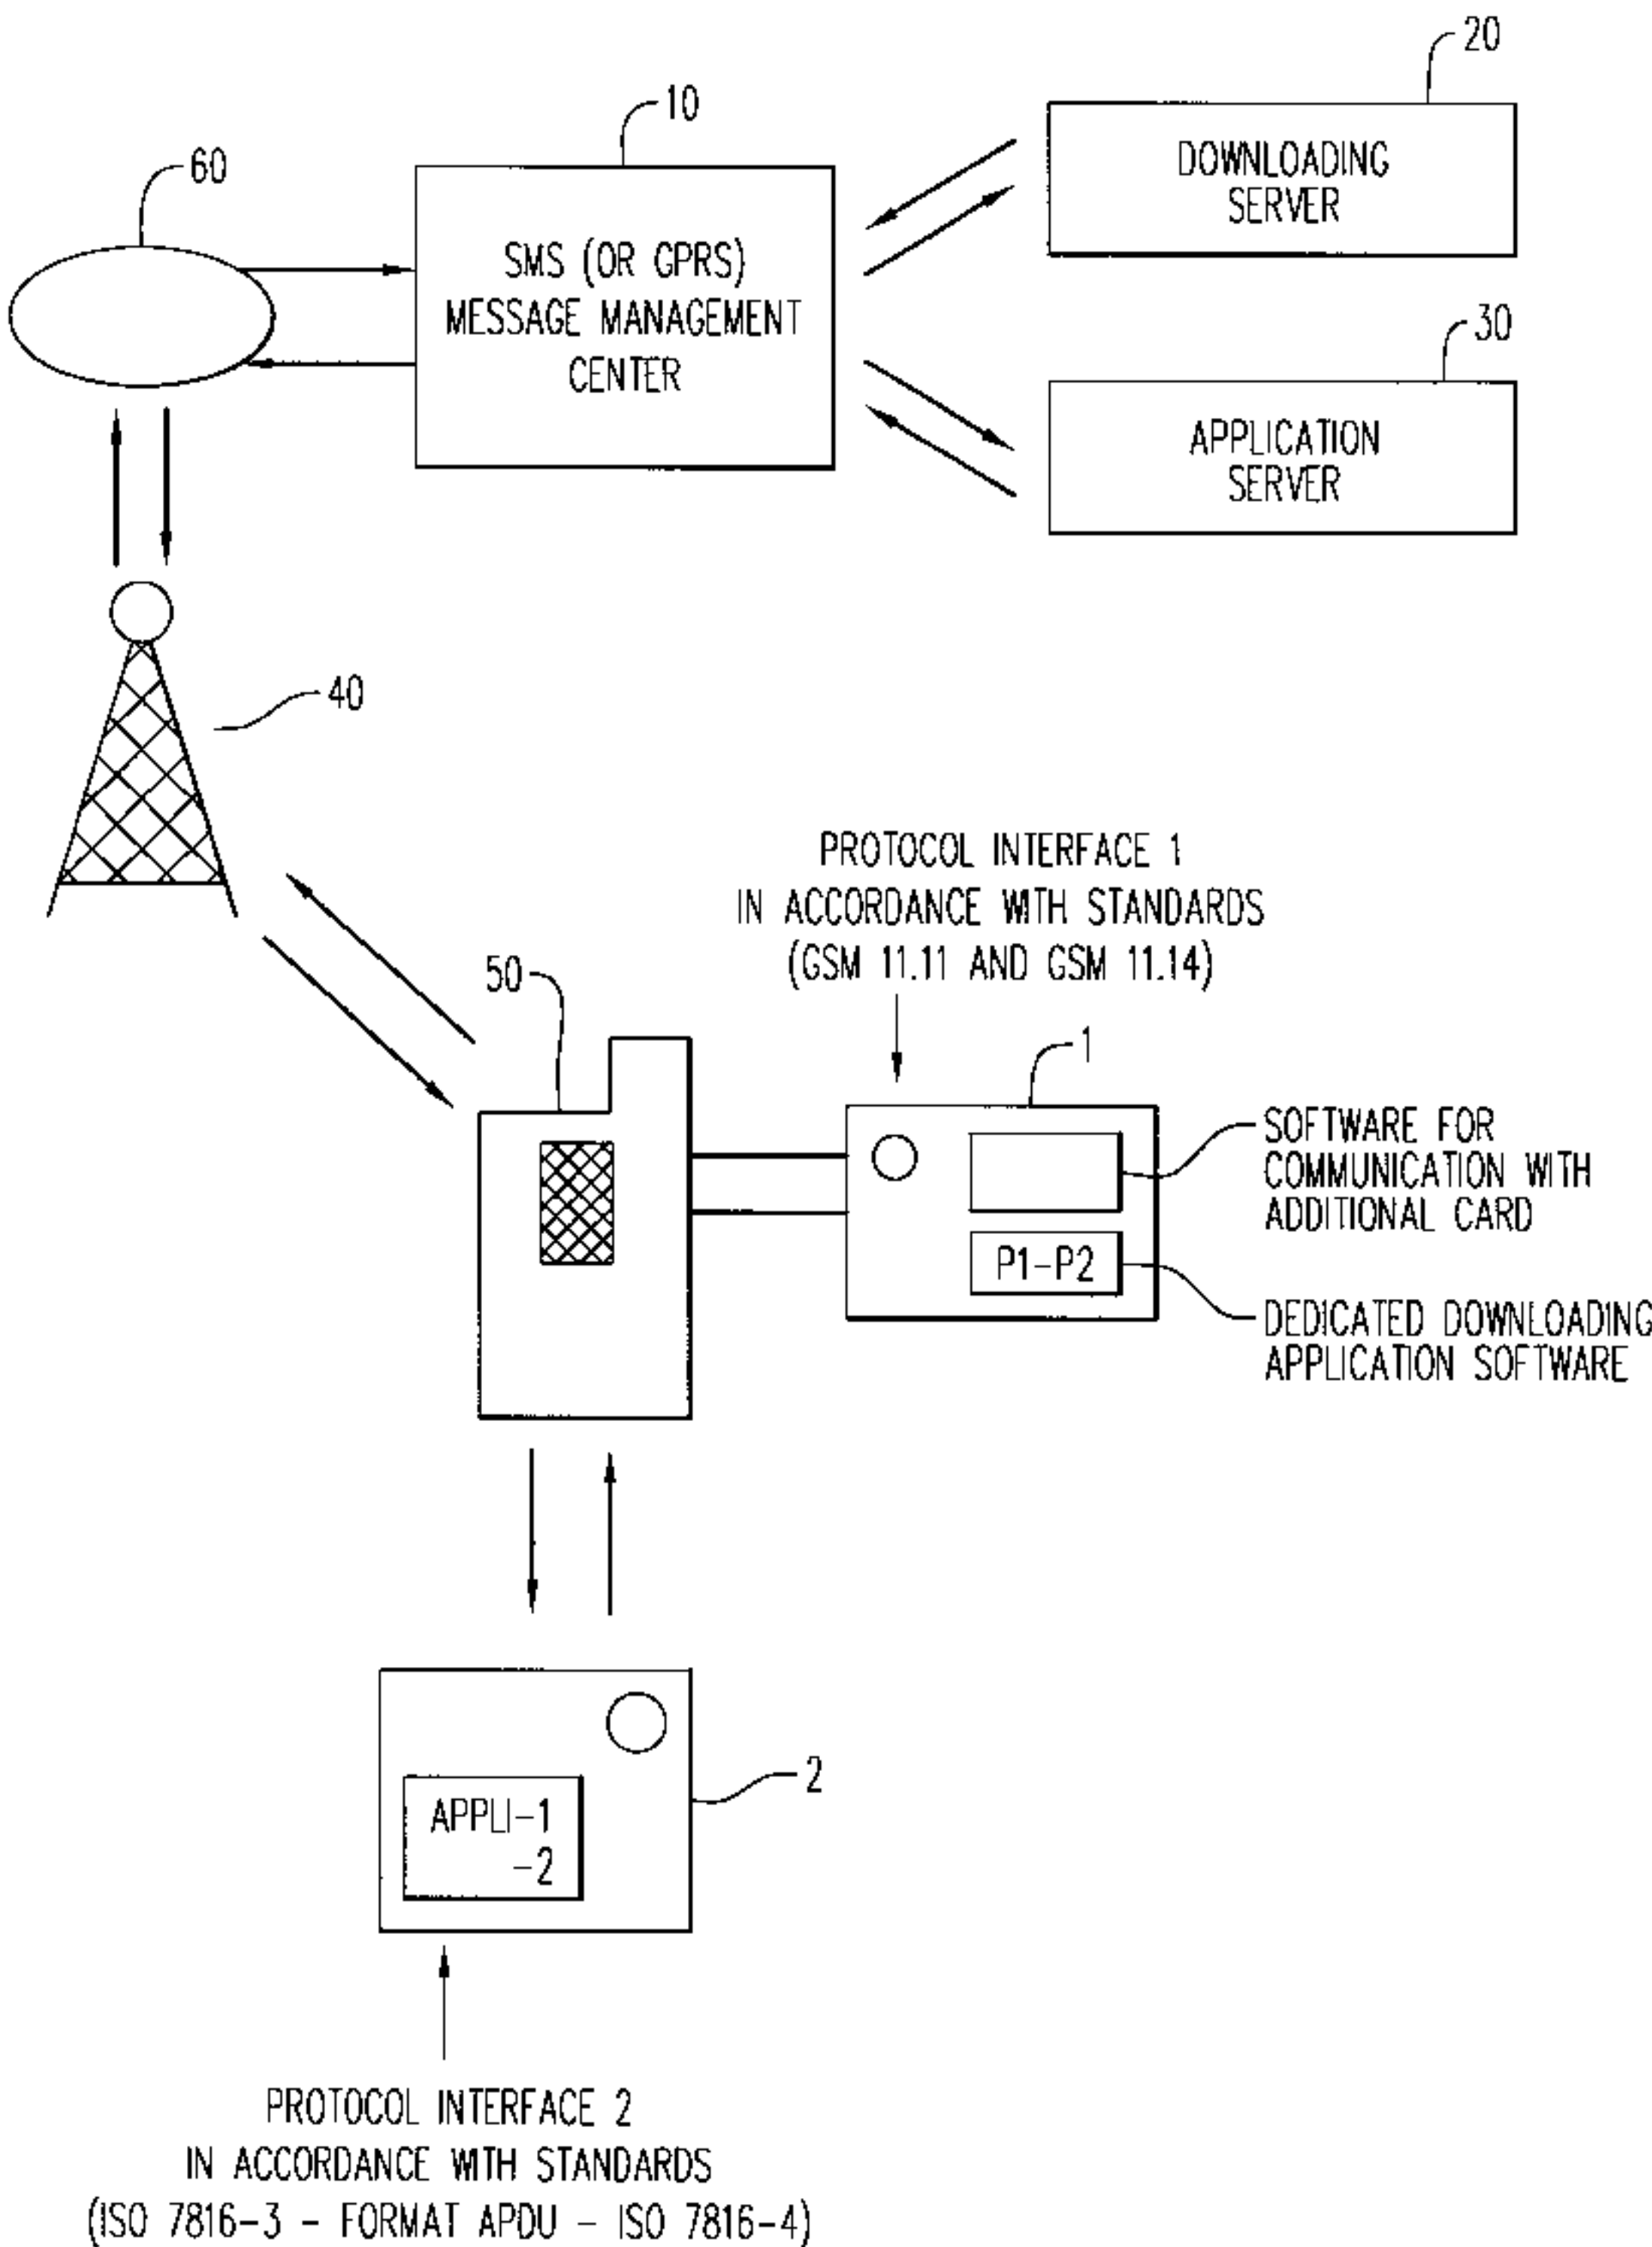 20
10
DOWNLOADING
SERVER
60
SMS (OR GPRS)
MESSAGE MANAGEMENT
CENTER
30
APPLICATION
SERVER
40
PROTOCOL INTERFACE 1
IN ACCORDANCE WITH STANDARDS
(GSM 11.11 AND GSM 11.14)
50
1
SOFTWARE FOR
COMMUNICATION WITH
ADDITIONAL CARD
P1-P2
DEDICATED DOWNLOADING
APPLICATION SOFTWARE
2
APPLI-1
-2
PROTOCOL INTERFACE 2
IN ACCORDANCE WITH STANDARDS
(ISO 7816-3 - FORMAT APDU - ISO 7816-4)